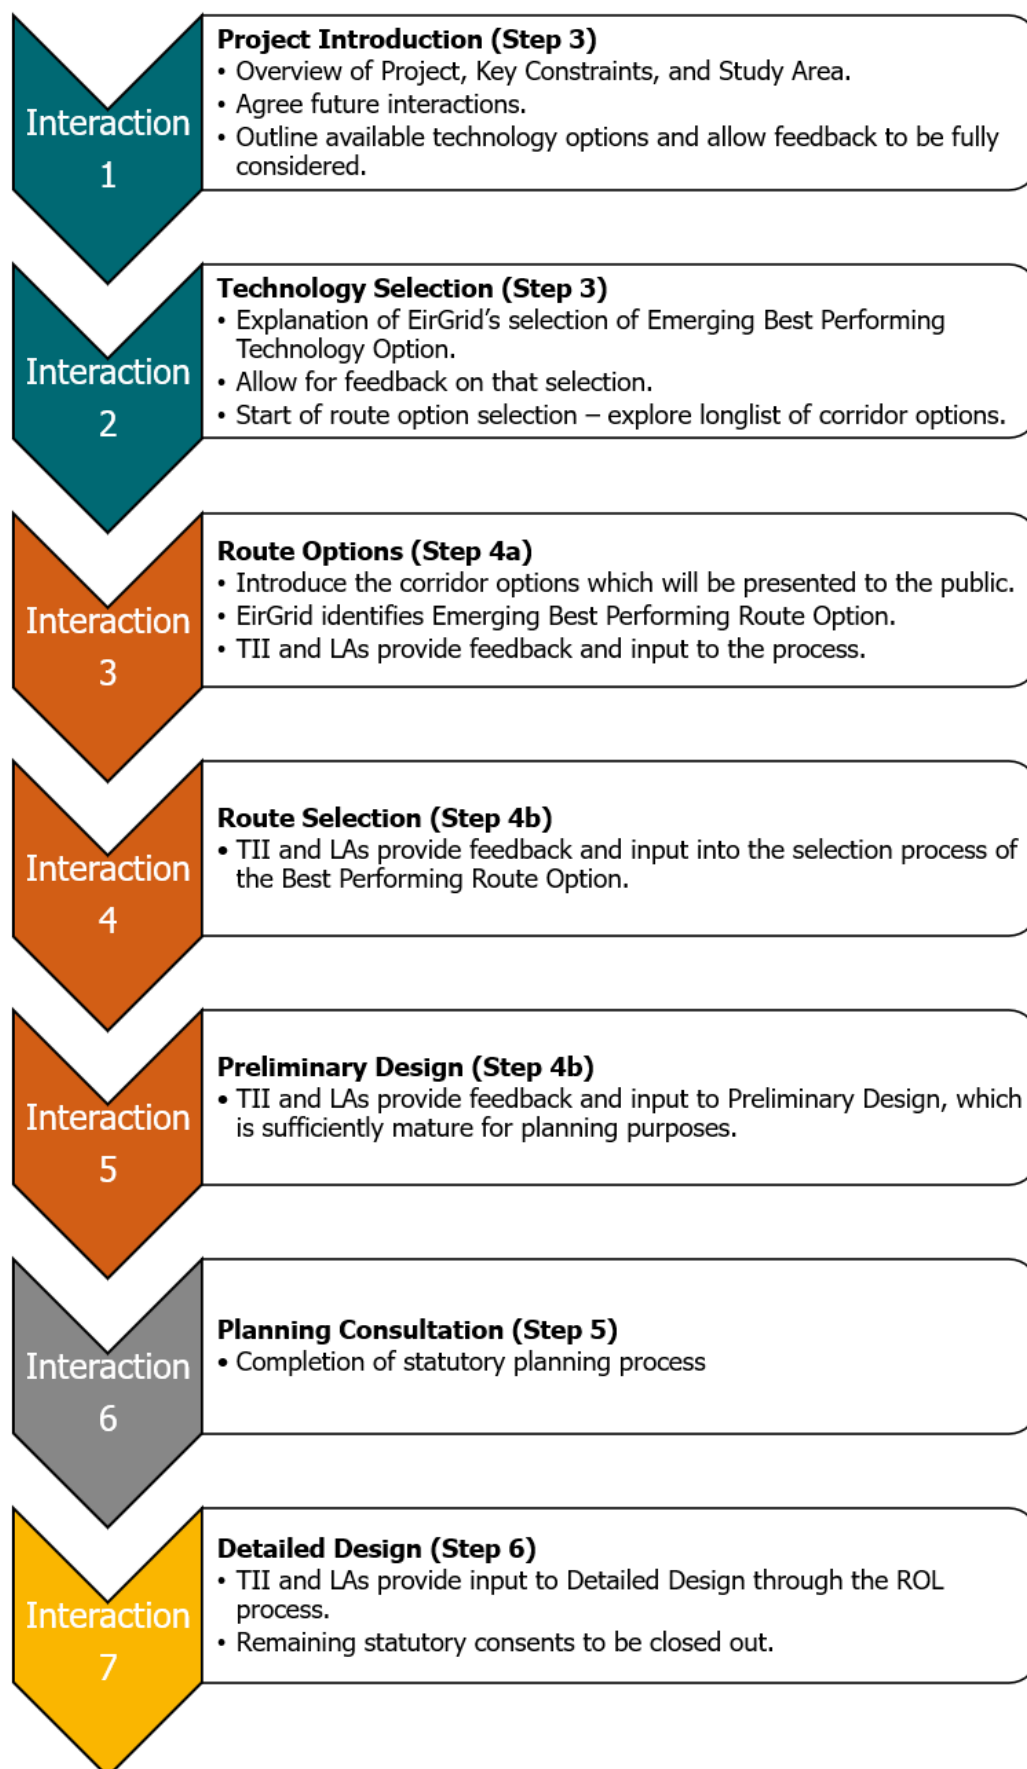 Interaction
1
Project Introduction (Step 3)
• Overview of Project, Key Constraints, and Study Area.
• Agree future interactions.
• Outline available technology options and allow feedback to be fully
considered.
Interaction
2
Technology Selection (Step 3)
• Explanation of EirGrid’s selection of Emerging Best Performing
Technology Option.
• Allow for feedback on that selection.
• Start of route option selection – explore longlist of corridor options.
Interaction
3
Route Options (Step 4a)
• Introduce the corridor options which will be presented to the public.
• EirGrid identifies Emerging Best Performing Route Option.
• TII and LAs provide feedback and input to the process.
Interaction
4
Route Selection (Step 4b)
• TII and LAs provide feedback and input into the selection process of
the Best Performing Route Option.
Interaction
5
Preliminary Design (Step 4b)
• TII and LAs provide feedback and input to Preliminary Design, which
is sufficiently mature for planning purposes.
Interaction
6
Planning Consultation (Step 5)
• Completion of statutory planning process
Interaction
7
Detailed Design (Step 6)
• TII and LAs provide input to Detailed Design through the ROL
process.
• Remaining statutory consents to be closed out.